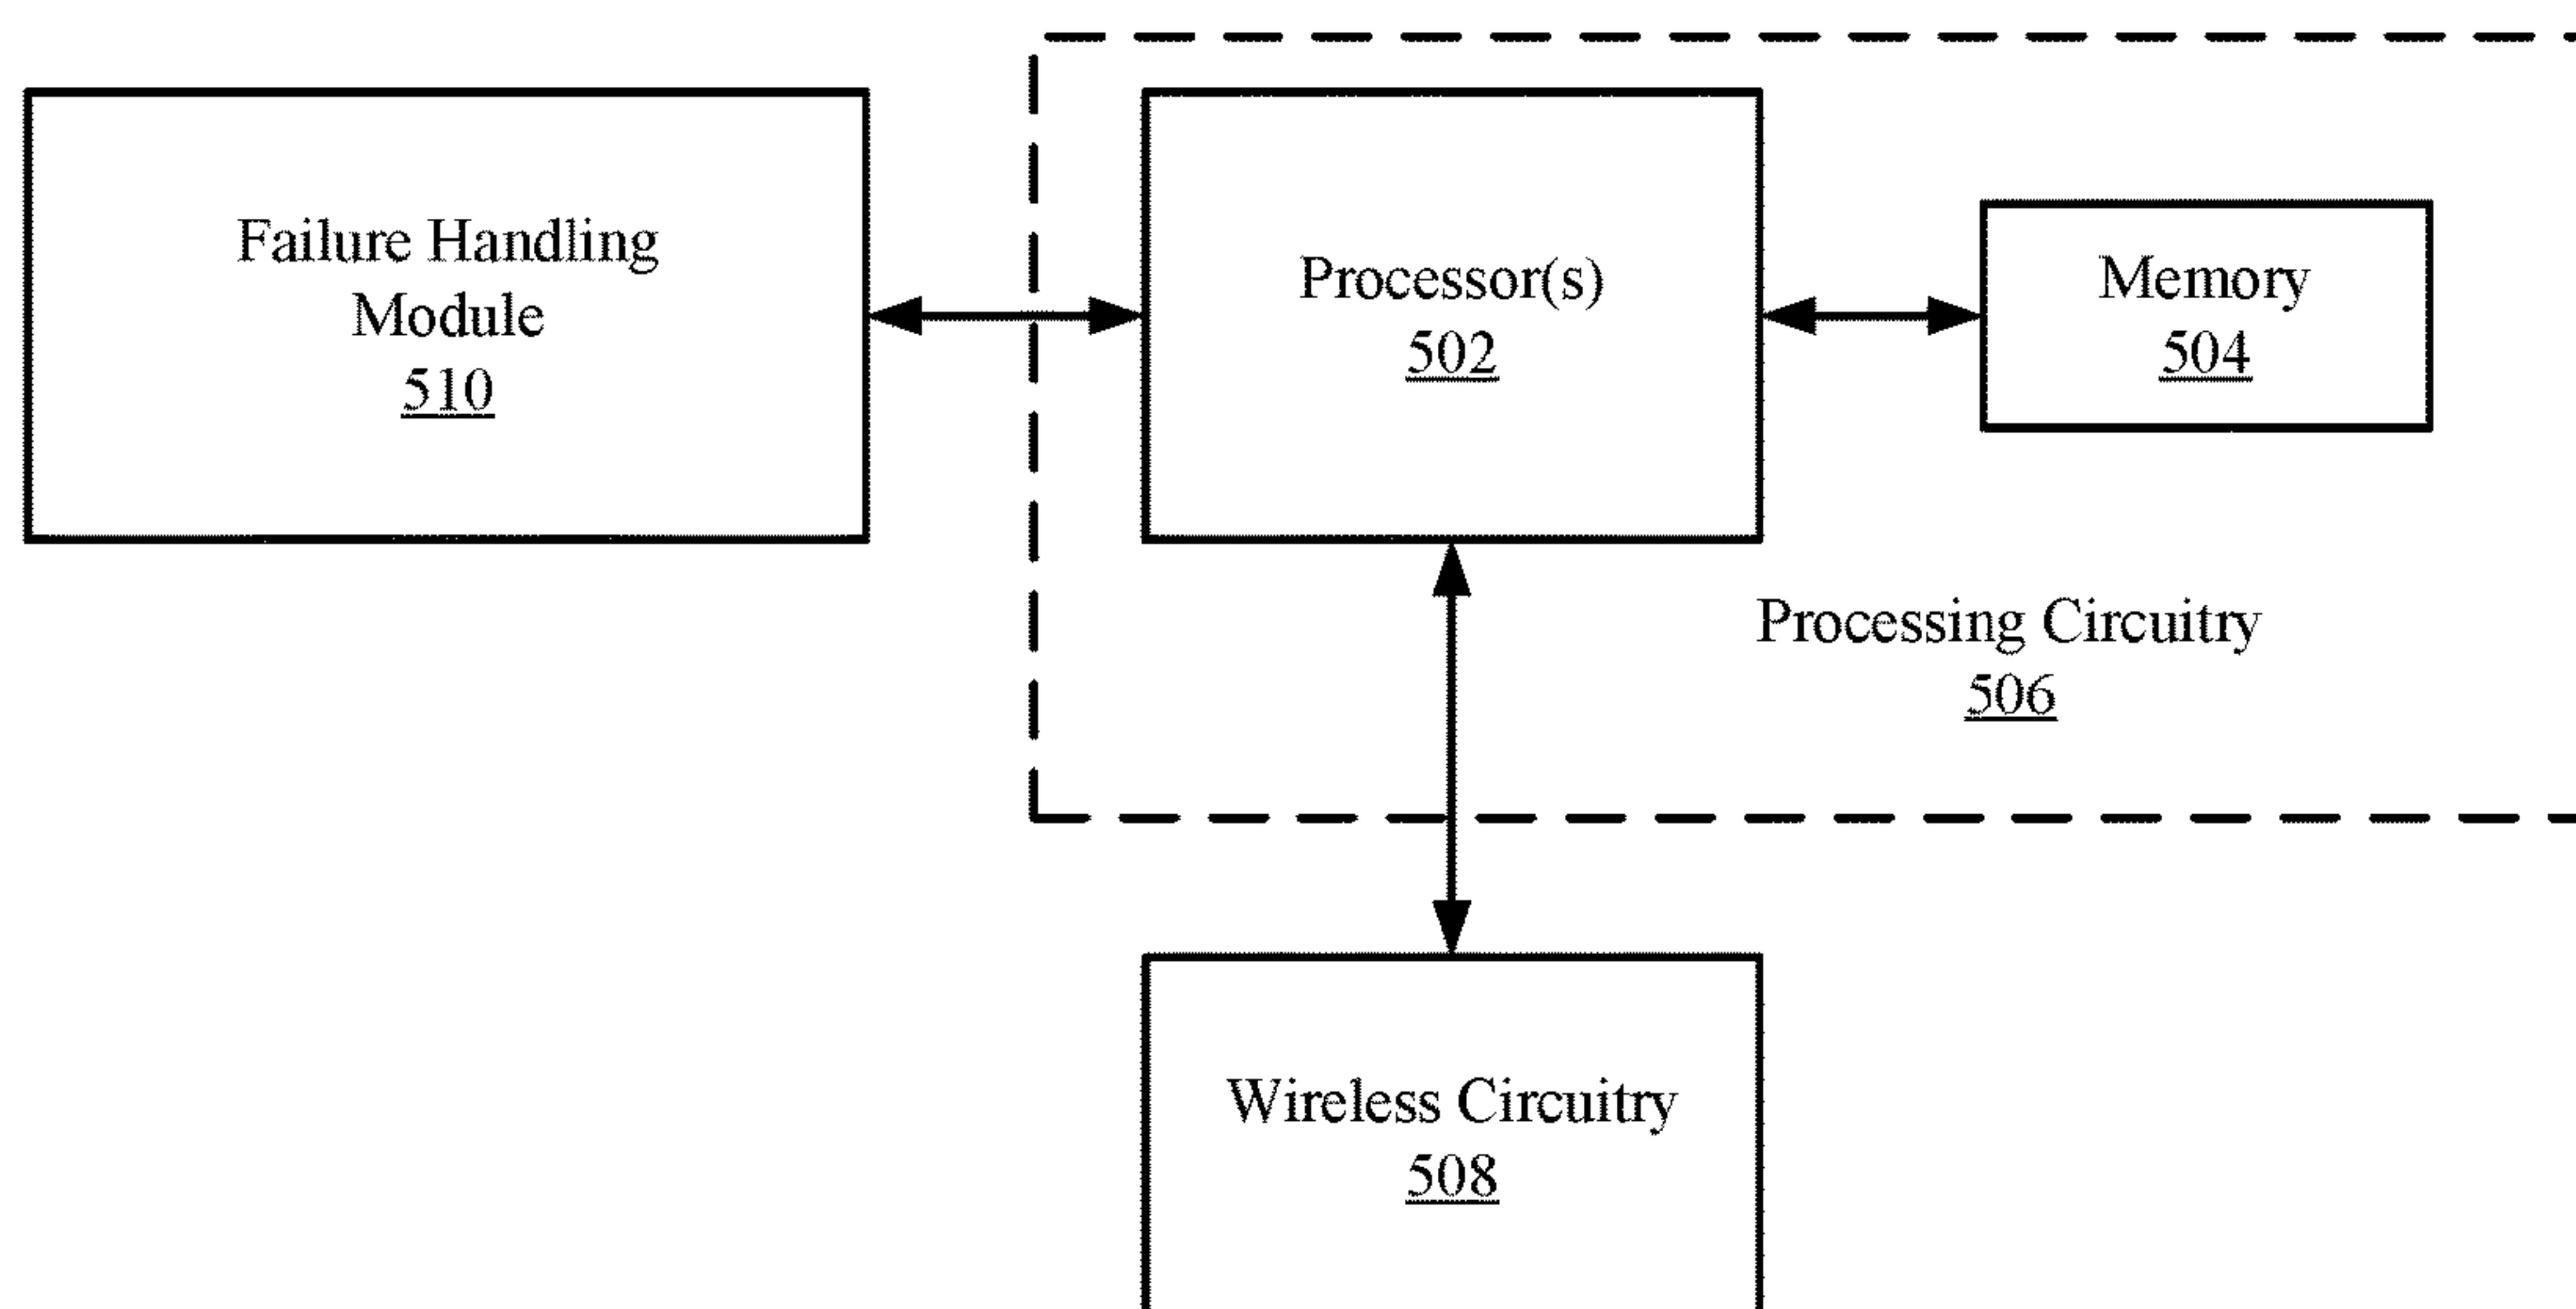 Failure Handling
Module
510
Processor(s)
502
Memory
504
Processing Circuitry
506
Wireless Circuitry
508